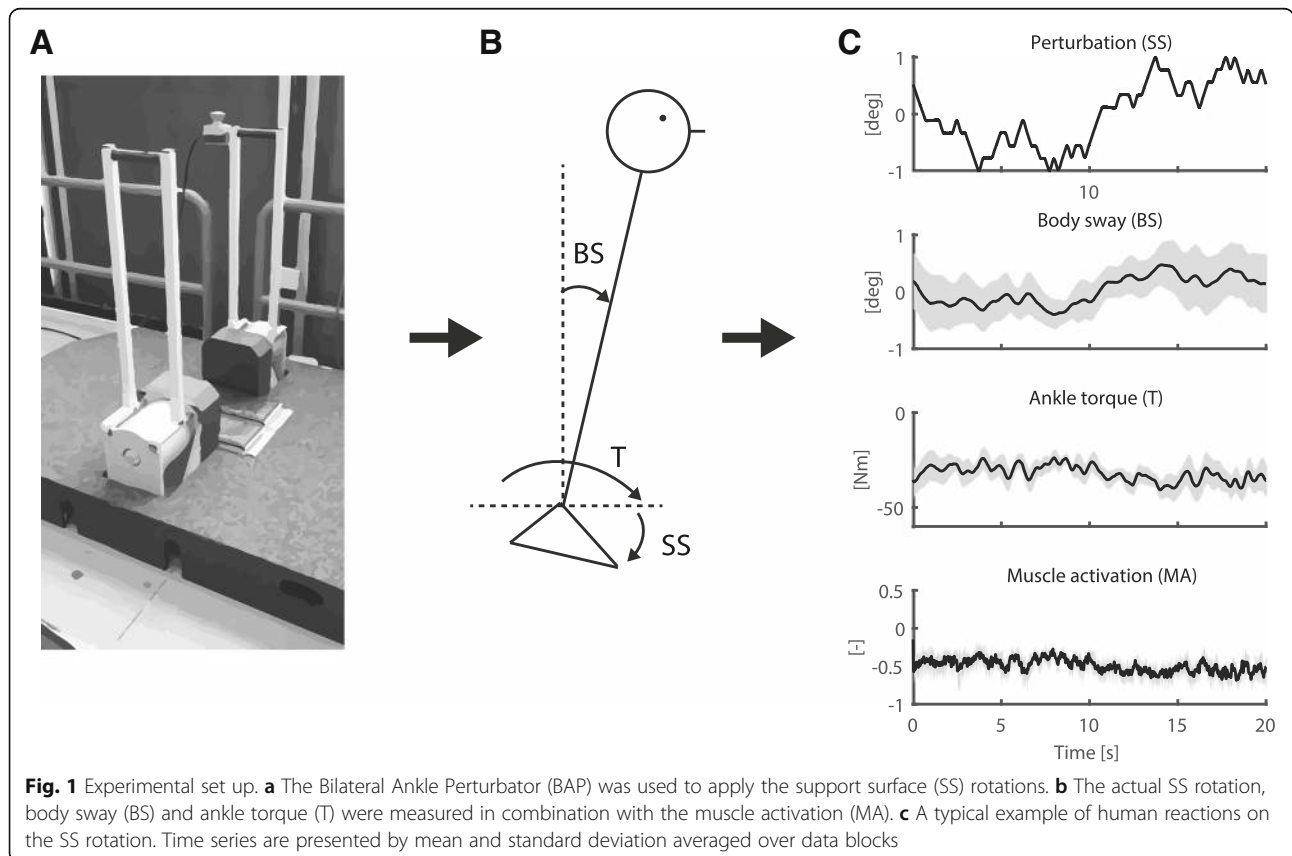 A
B
C
Perturbation (SS)
1
[deg]
0
-1
10
Body sway (BS)
1
[deg]
0
-1
Ankle torque (T)
0
[Nm]
-50
Muscle activation (MA)
0.5
0
[-]
-0.5
-1
0 5 10 15 20
Time [s]
BS
T
SS
Fig. 1 Experimental set up. a The Bilateral Ankle Perturbator (BAP) was used to apply the support surface (SS) rotations. b The actual SS rotation,
body sway (BS) and ankle torque (T) were measured in combination with the muscle activation (MA). c A typical example of human reactions on
the SS rotation. Time series are presented by mean and standard deviation averaged over data blocks